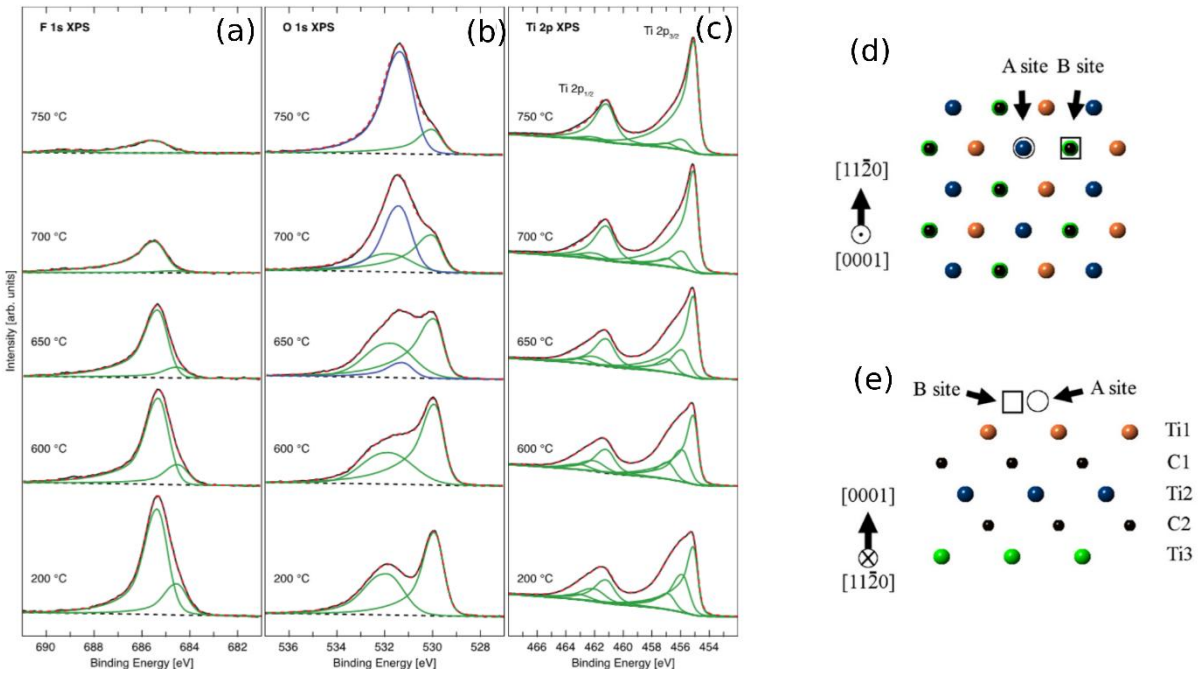 F 1s XPS
(a)
O 1s XPS
(b)
Ti 2p XPS
(c)
Ti 2p3/2
Ti 2p1/2
750 °C
750 °C
750 °C
700 °C
700 °C
700 °C
650 °C
650 °C
650 °C
600 °C
600 °C
600 °C
200 °C
200 °C
200 °C
Intensity [arb. units]
690 688 686 684 682
536 534 532 530 528
466 464 462 460 458 456 454
Binding Energy [eV]
Binding Energy [eV]
Binding Energy [eV]
(d)
A site B site
[112̄0]
[0001]
(e)
B site
A site
Ti1
C1
[0001]
Ti2
C2
[112̄0]
Ti3